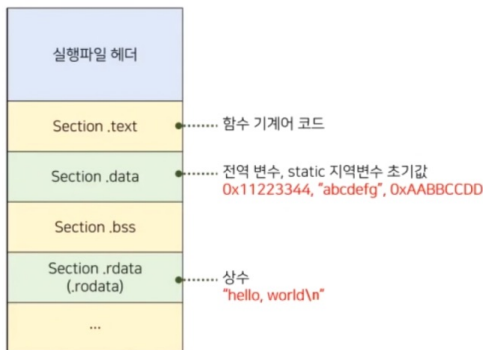 실행파일 헤더
Section .text
함수 기계어 코드
Section .data
전역 변수, static 지역변수 초기값
0x11223344, "abcdefg", 0xAABBCCDD
Section .bss
Section .rdata
(.rodata)
상수
"hello, world\n"
...